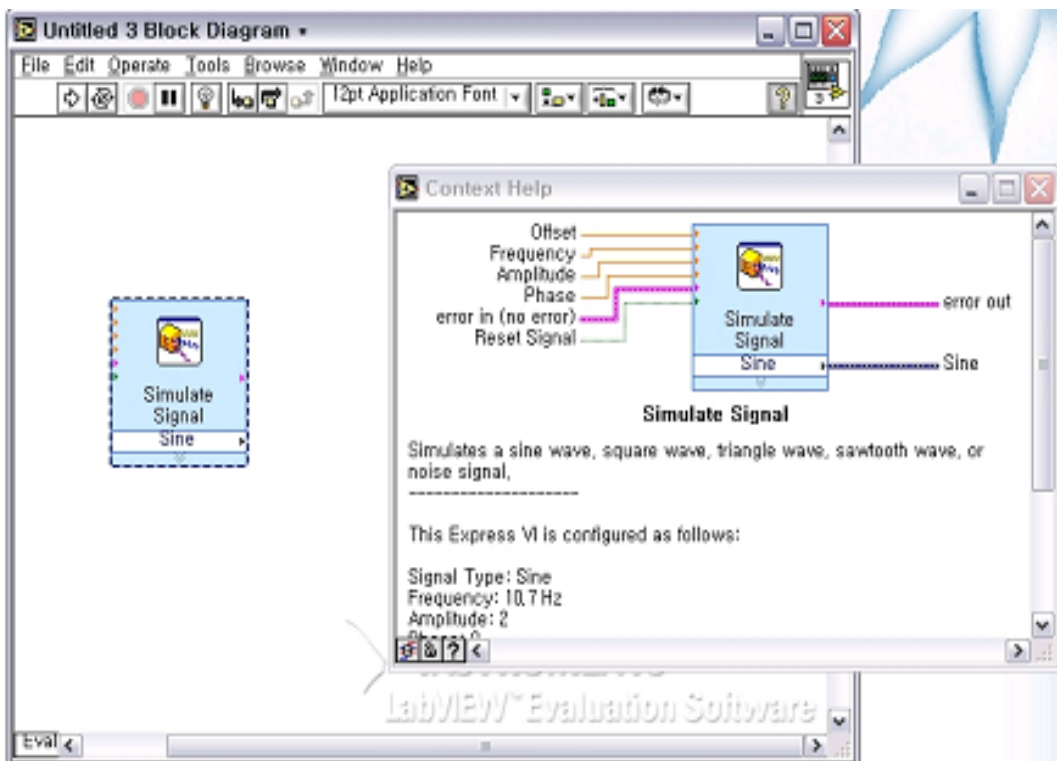 Untitled 3 Block Diagram *
File Edit Operate Tools Browse Window Help
12pt Application Font
3
Simulate
Signal
Sine
Context Help
Offset
Frequency
Amplitude
Phase
error in (no error)
Reset Signal
Simulate
Signal
Sine
error out
Sine
Simulate Signal
Simulates a sine wave, square wave, triangle wave, sawtooth wave, or
noise signal,
--------------------
This Express VI is configured as follows:
Signal Type: Sine
Frequency: 10,7 Hz
Amplitude: 2
LabVIEW™ Evaluation Software
Eval